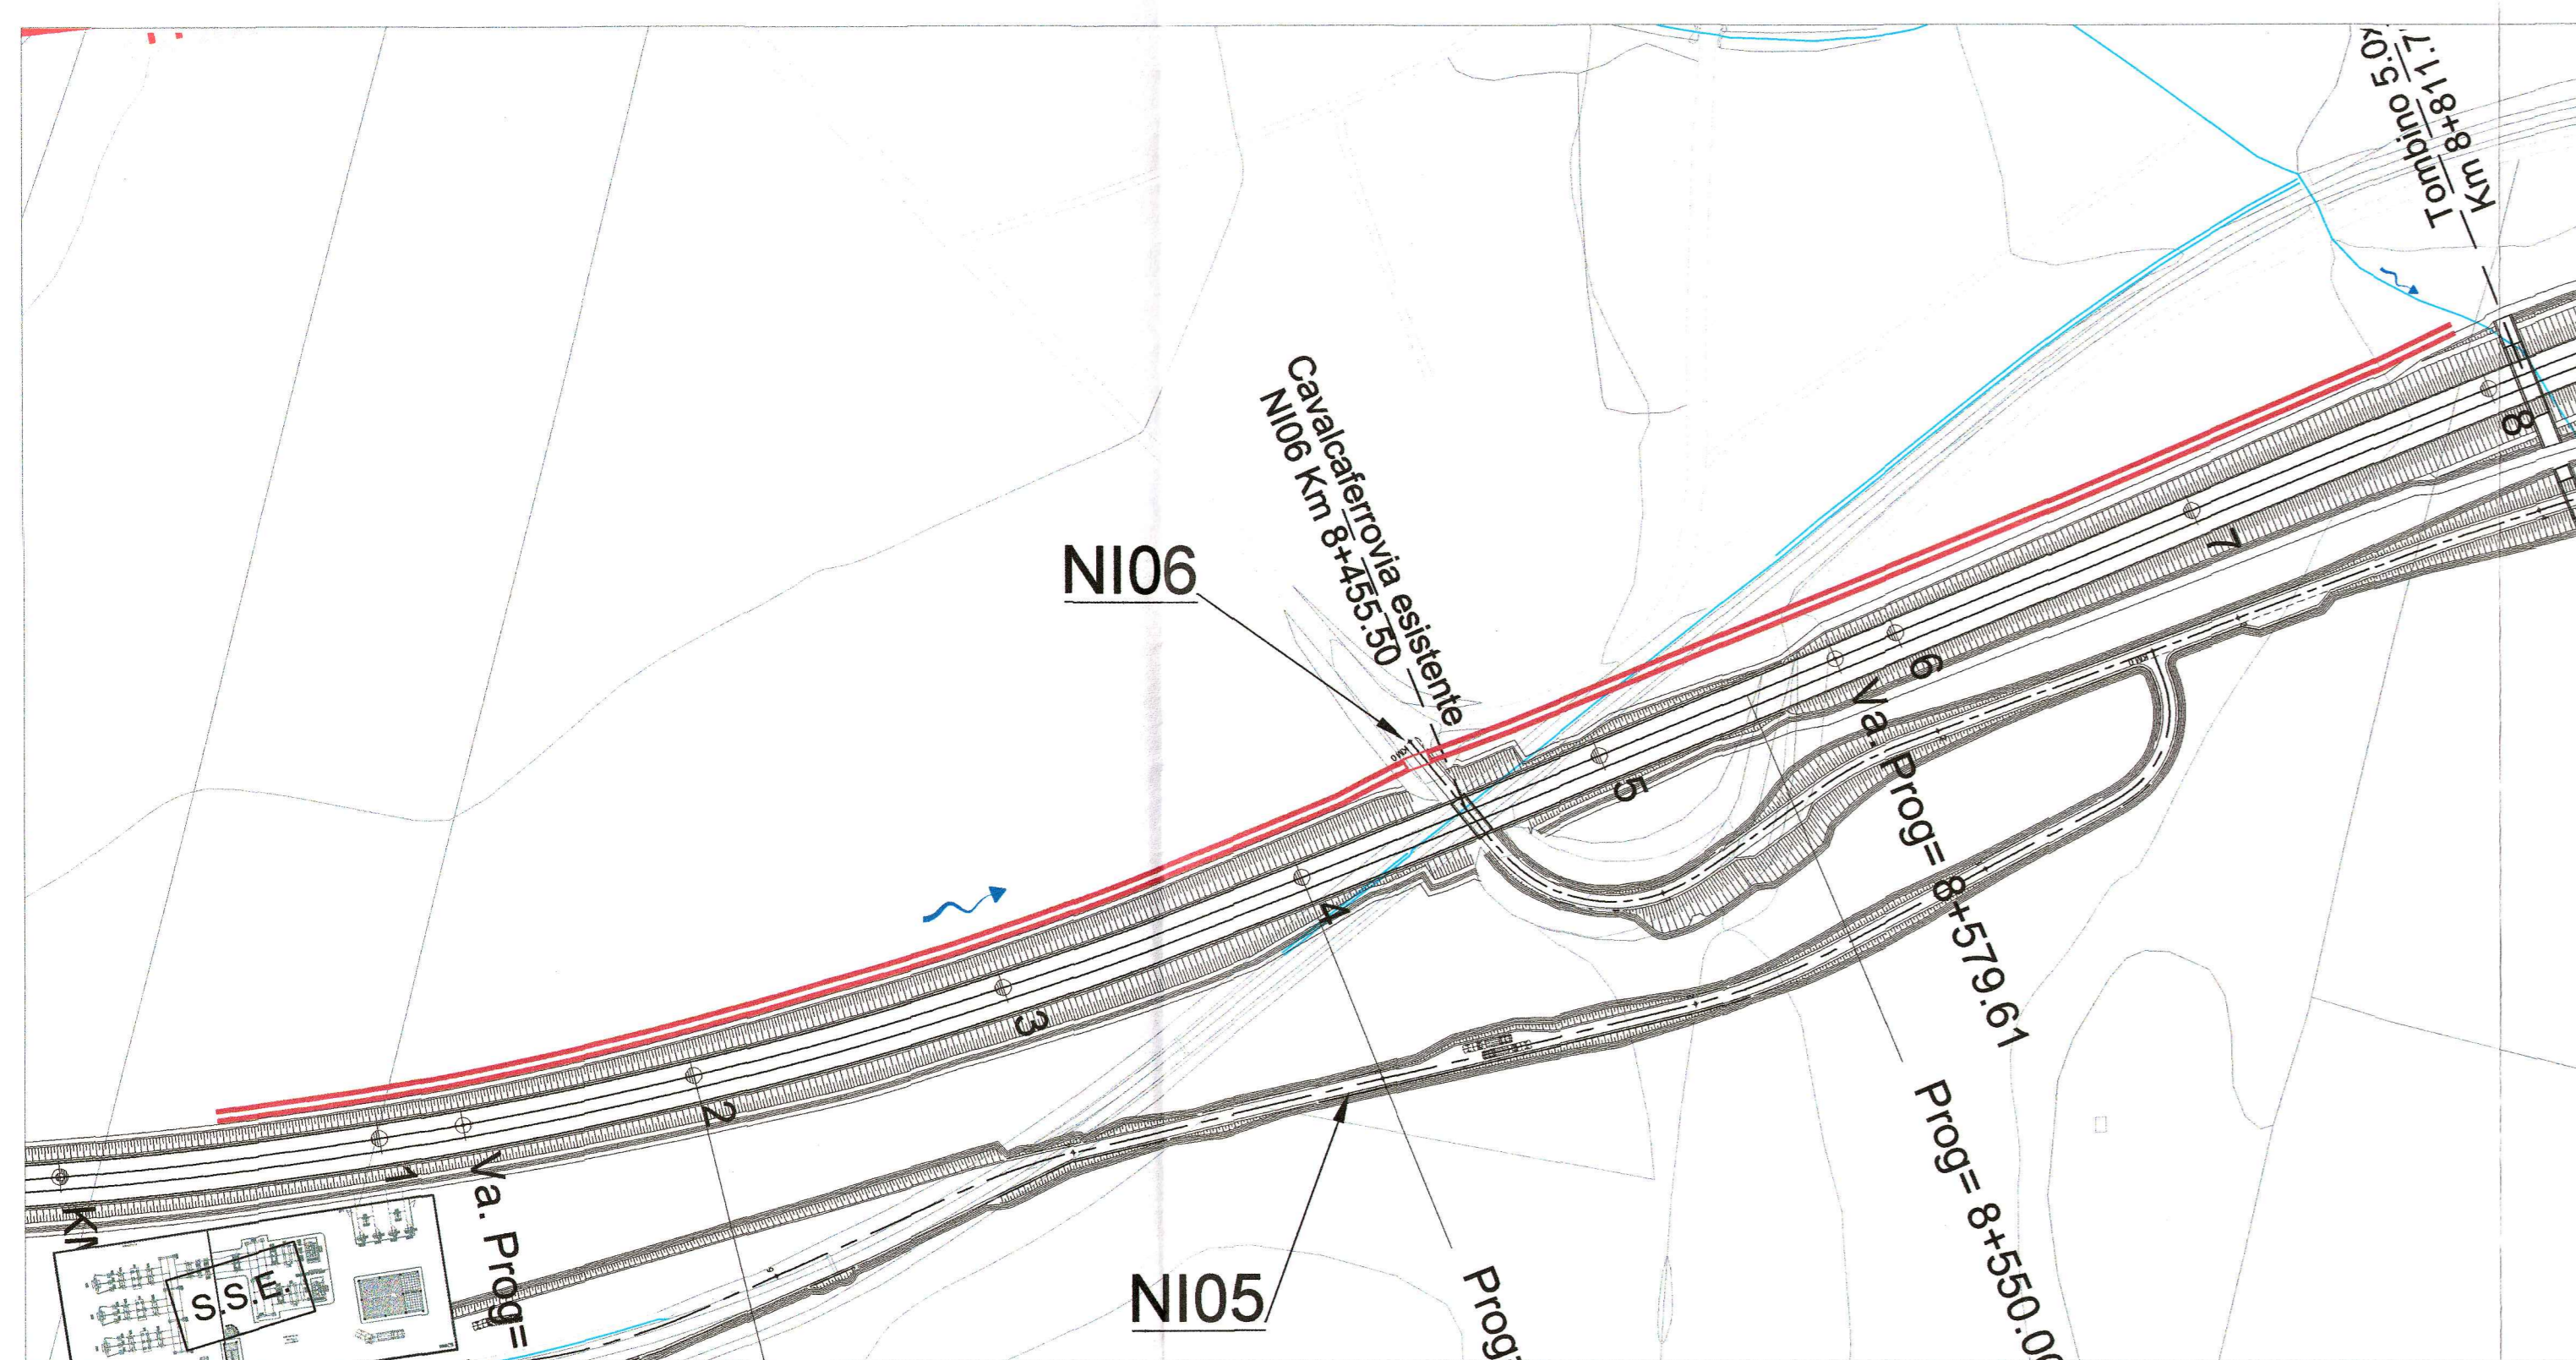 Tombino 5.0
Km 8+811.7
Cavalcaferrovia esistente
NI06 Km 8+455.50
NI06
8
7
6
Va. Prog= 8+579.61
5
4
3
2
1
Va. Prog=
Prog= 8+550.00
Prog=
NI05
S.S.E.